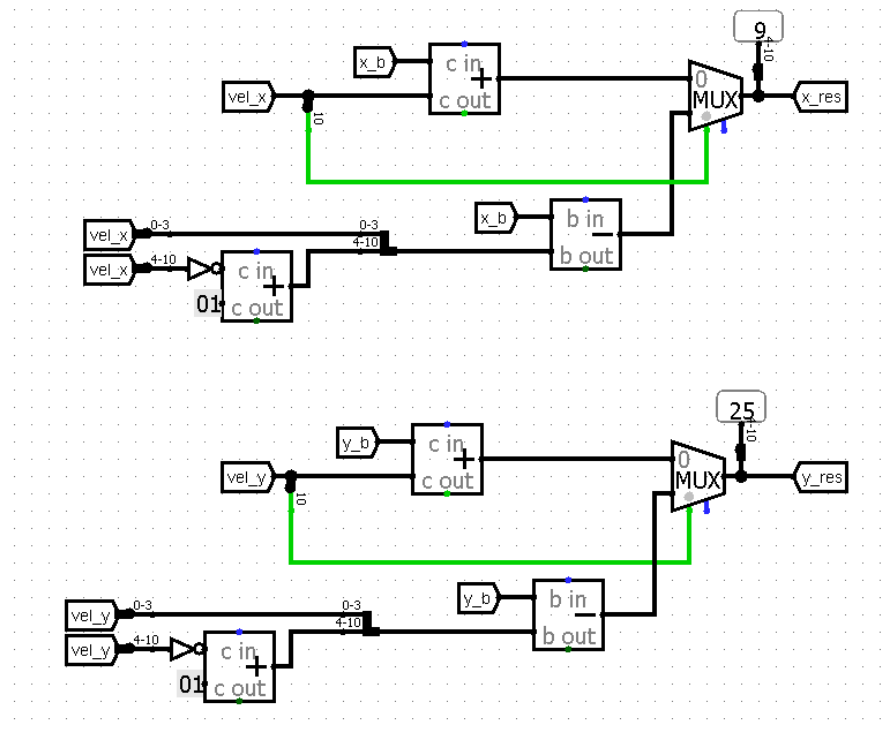 9
4-10
x_b
c in
+
0
vel_x
c out
MUX
x_res
10
x_b
b in
−
b out
vel_x
0-3
0-3
4-10
vel_x
4-10
c in
+
01
c out
25
4-10
y_b
c in
+
0
vel_y
c out
MUX
y_res
10
y_b
b in
−
b out
vel_y
0-3
0-3
4-10
vel_y
4-10
c in
+
01
c out